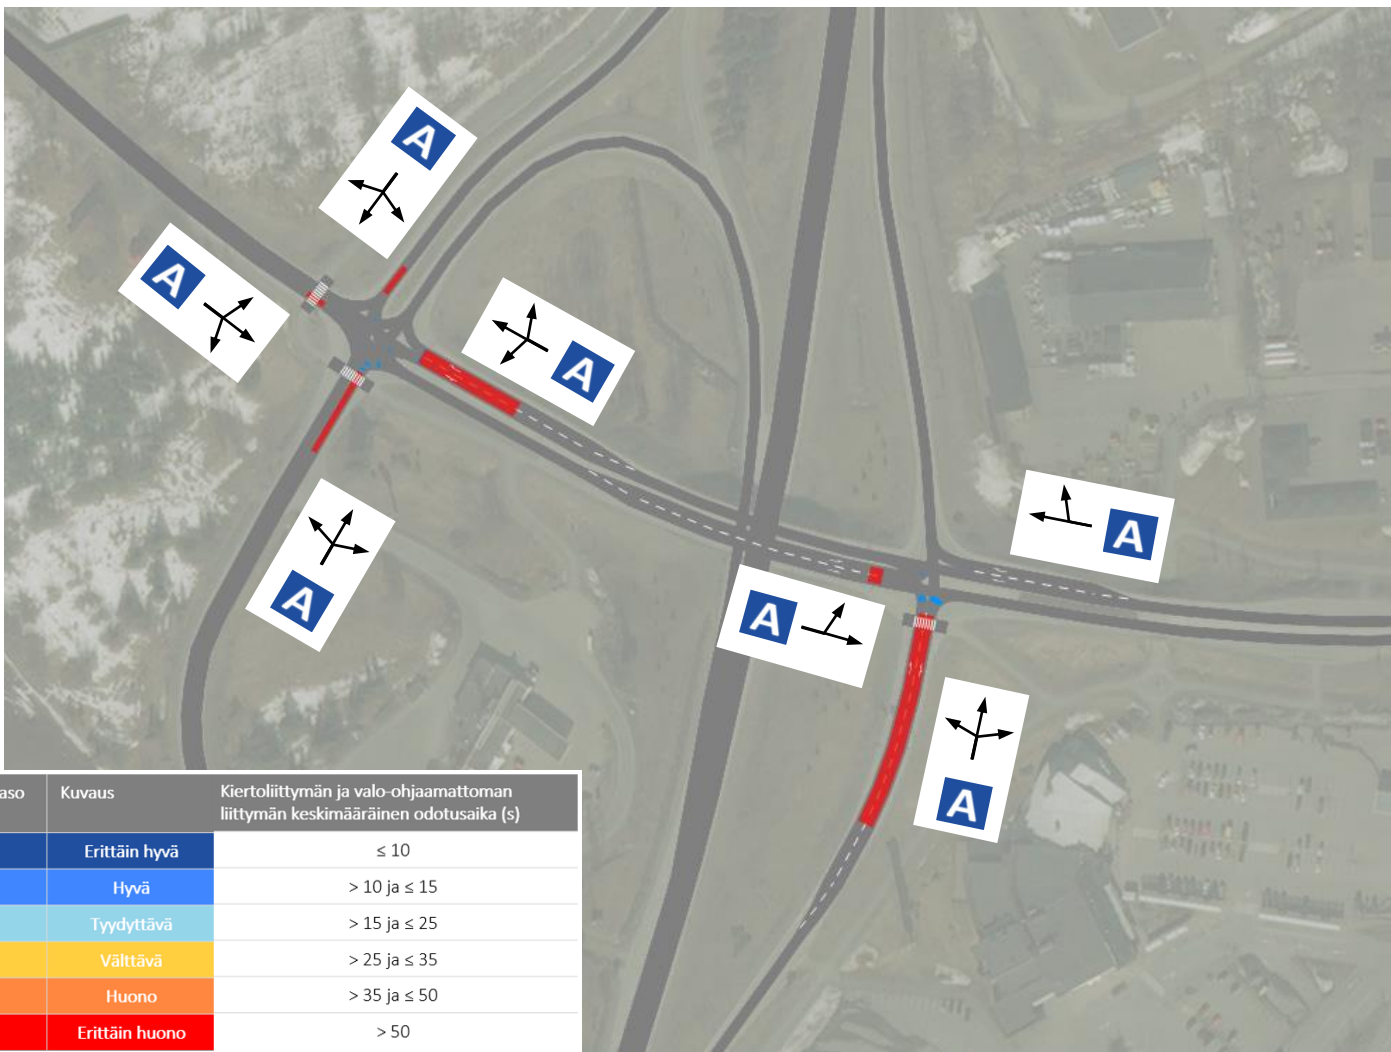 A
A
A
A
A
A
A
aso Kuvaus Kiertoliittymän ja valo-ohjaamattoman
liittymän keskimääräinen odotusaika (s)
Erittäin hyvä ≤ 10
Hyvä > 10 ja ≤ 15
Tyydyttävä > 15 ja ≤ 25
Välttävä > 25 ja ≤ 35
Huono > 35 ja ≤ 50
Erittäin huono > 50